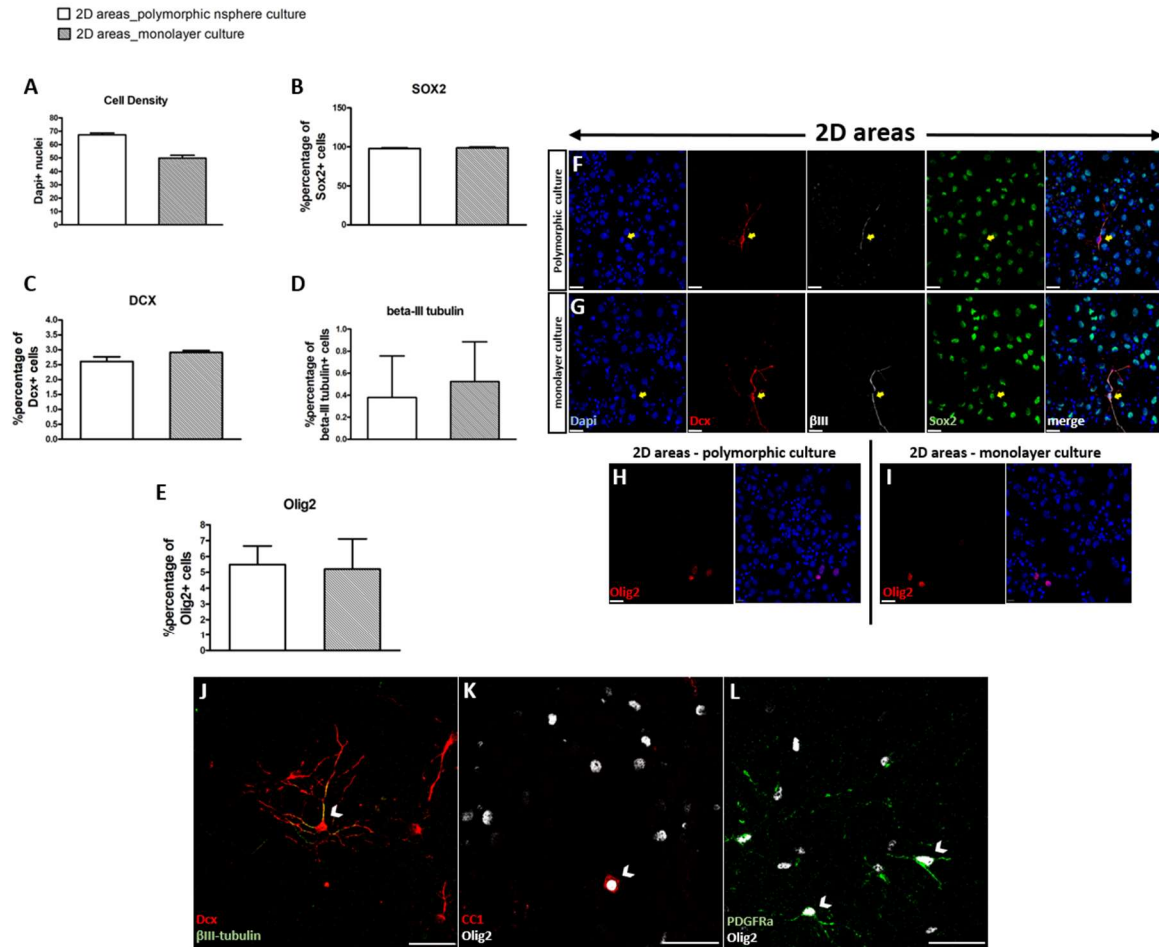 2D areas_polymorphic nsphere culture
2D areas_monolayer culture
A
Cell Density
Dapi+ nuclei
80
70
60
50
40
30
20
10
0
B
SOX2
%percentage of
Sox2+ cells
150
100
50
0
C
DCX
%percentage of
Dcx+ cells
4.0
3.5
3.0
2.5
2.0
1.5
1.0
0.5
0.0
D
beta-III tubulin
%percentage of
beta-III tubulin+ cells
1.0
0.8
0.6
0.4
0.2
0.0
E
Olig2
%percentage of
Olig2+ cells
8
7
6
5
4
3
2
1
0
2D areas
Polymorphic culture
F
monolayer culture
G
Dapi
Dcx
βIII
Sox2
merge
2D areas - polymorphic culture
H
Olig2
2D areas - monolayer culture
I
Olig2
J
Dcx
βIII-tubulin
K
CC1
Olig2
L
PDGFRa
Olig2